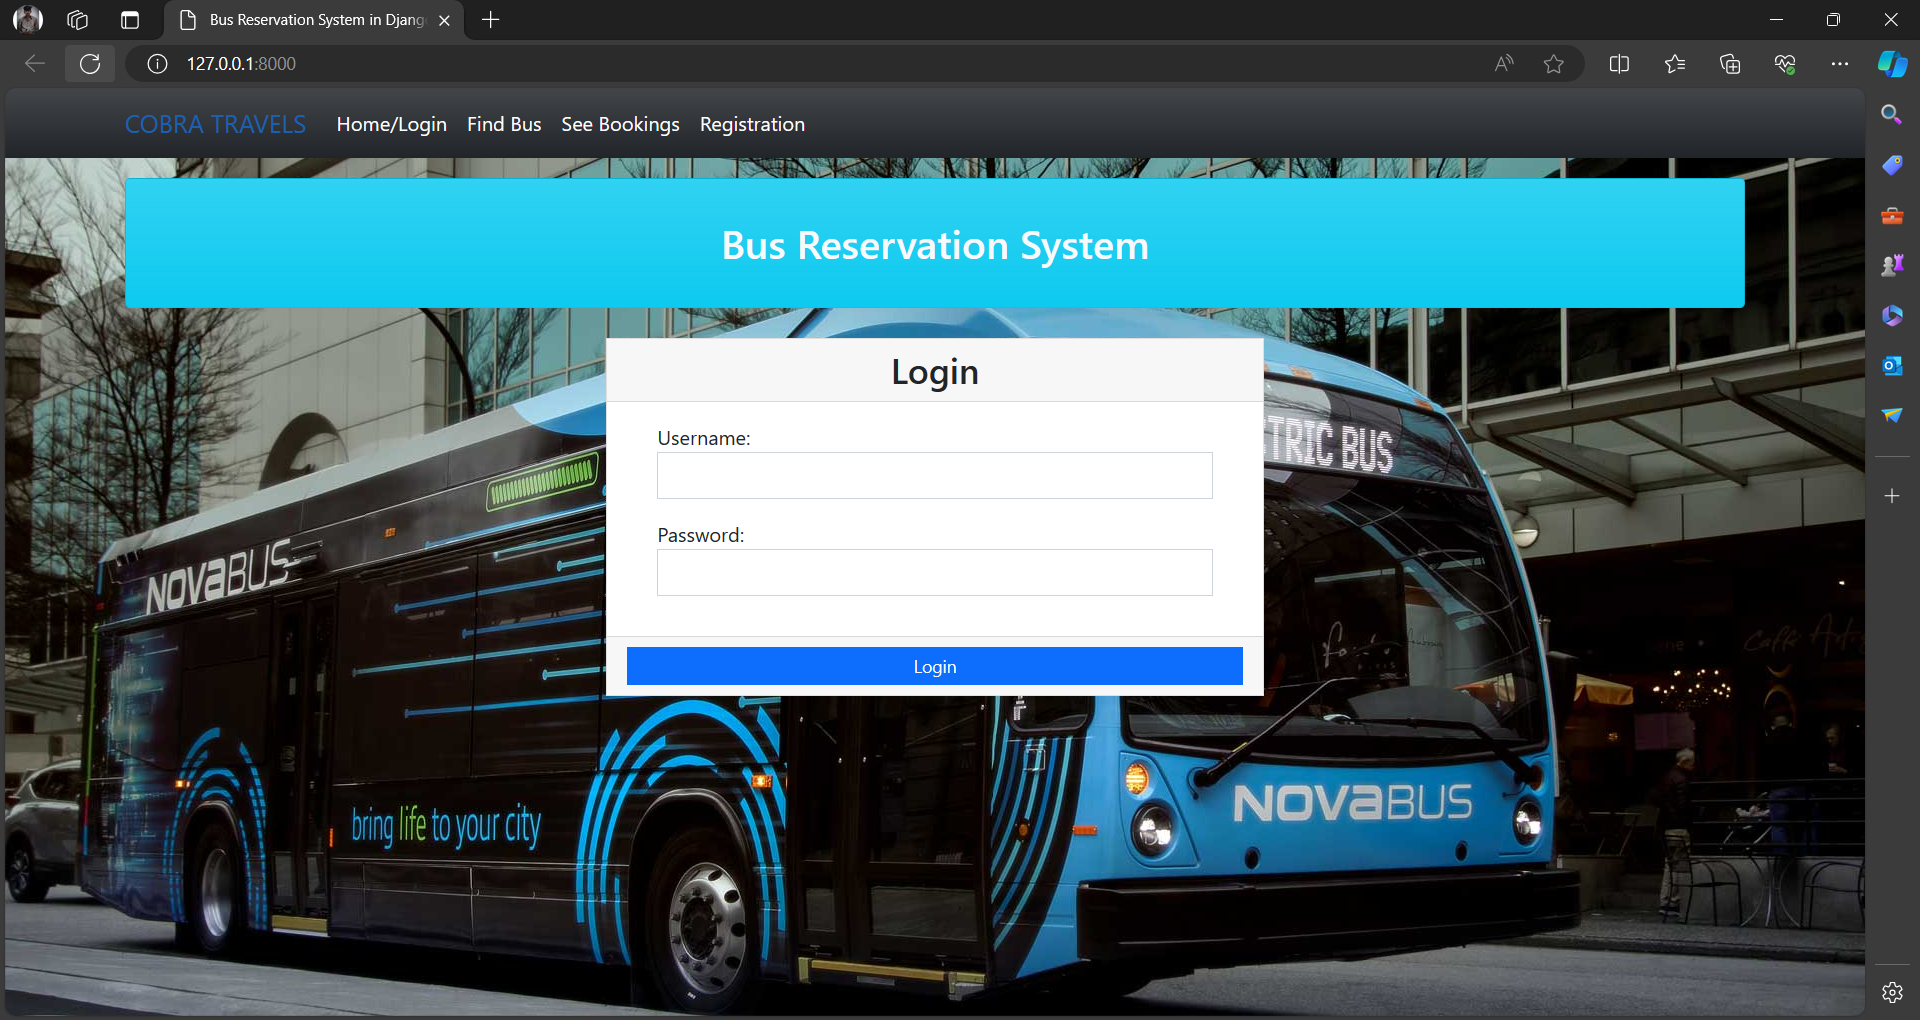 Bus Reservation System in Djang
127.0.0.1:8000
COBRA TRAVELS Home/Login Find Bus See Bookings Registration
Bus Reservation System
Login
Username:
TRIC BUS
Password:
NOVABUS
Login
NOVABUS
bring life to your city